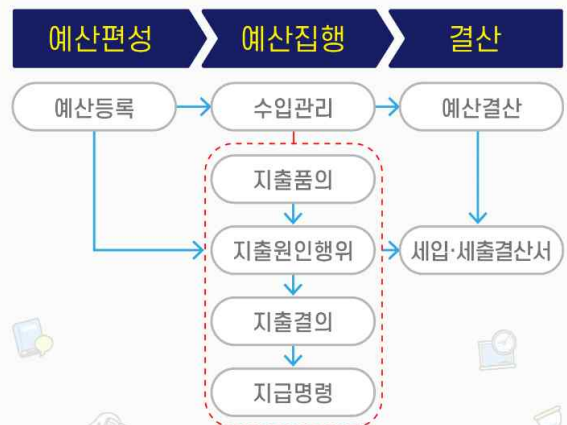 예산편성 예산집행 결산
예산등록 수입관리 예산결산
지출품의
지출원인행위 세입·세출결산서
지출결의
지급명령